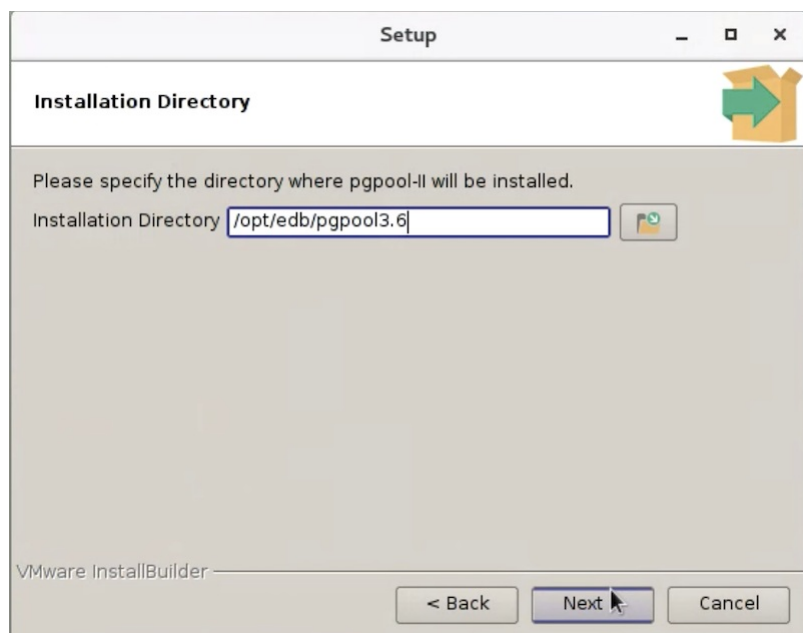 Setup
Installation Directory
Please specify the directory where pgpool-II will be installed.
Installation Directory /opt/edb/pgpool3.6
VMware InstallBuilder
< Back Next > Cancel